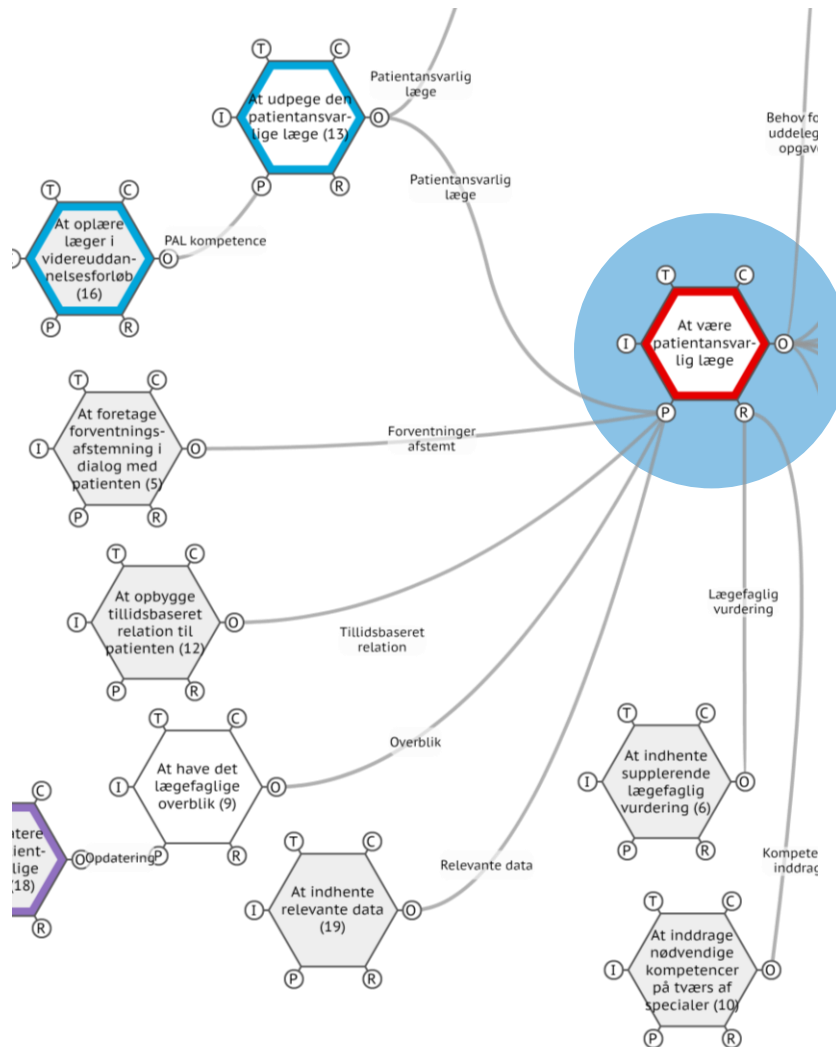 T
C
Patientansvarlig
læge
At udpege den
patientansvar-
lige læge (13)
I
O
Behov fo
uddeleg
opgav
P
R
Patientansvarlig
læge
T
C
At oplære
læger i
videreuddan-
nelsesforløb
(16)
O
PAL kompetence
P
R
T
C
At være
patientansvar-
lig læge
I
O
P
R
T
C
At foretage
forventnings-
afstemning i
dialog med
patienten (5)
I
O
Forventninger
afstemt
P
R
T
C
At opbygge
tillidsbaseret
relation til
patienten (12)
I
O
Tillidsbaseret
relation
P
R
Lægefaglig
vurdering
T
C
At have det
lægefaglige
overblik (9)
I
O
Overblik
P
R
T
C
At indhente
supplerende
lægefaglig
vurdering (6)
I
O
P
R
C
ntere
ient-
lige
(18)
O
Opdatering
R
T
C
At indhente
relevante data
(19)
I
O
Relevante data
P
R
Kompete
inddrag
T
C
At inddrage
nødvendige
kompetencer
på tværs af
specialer (10)
I
O
P
R